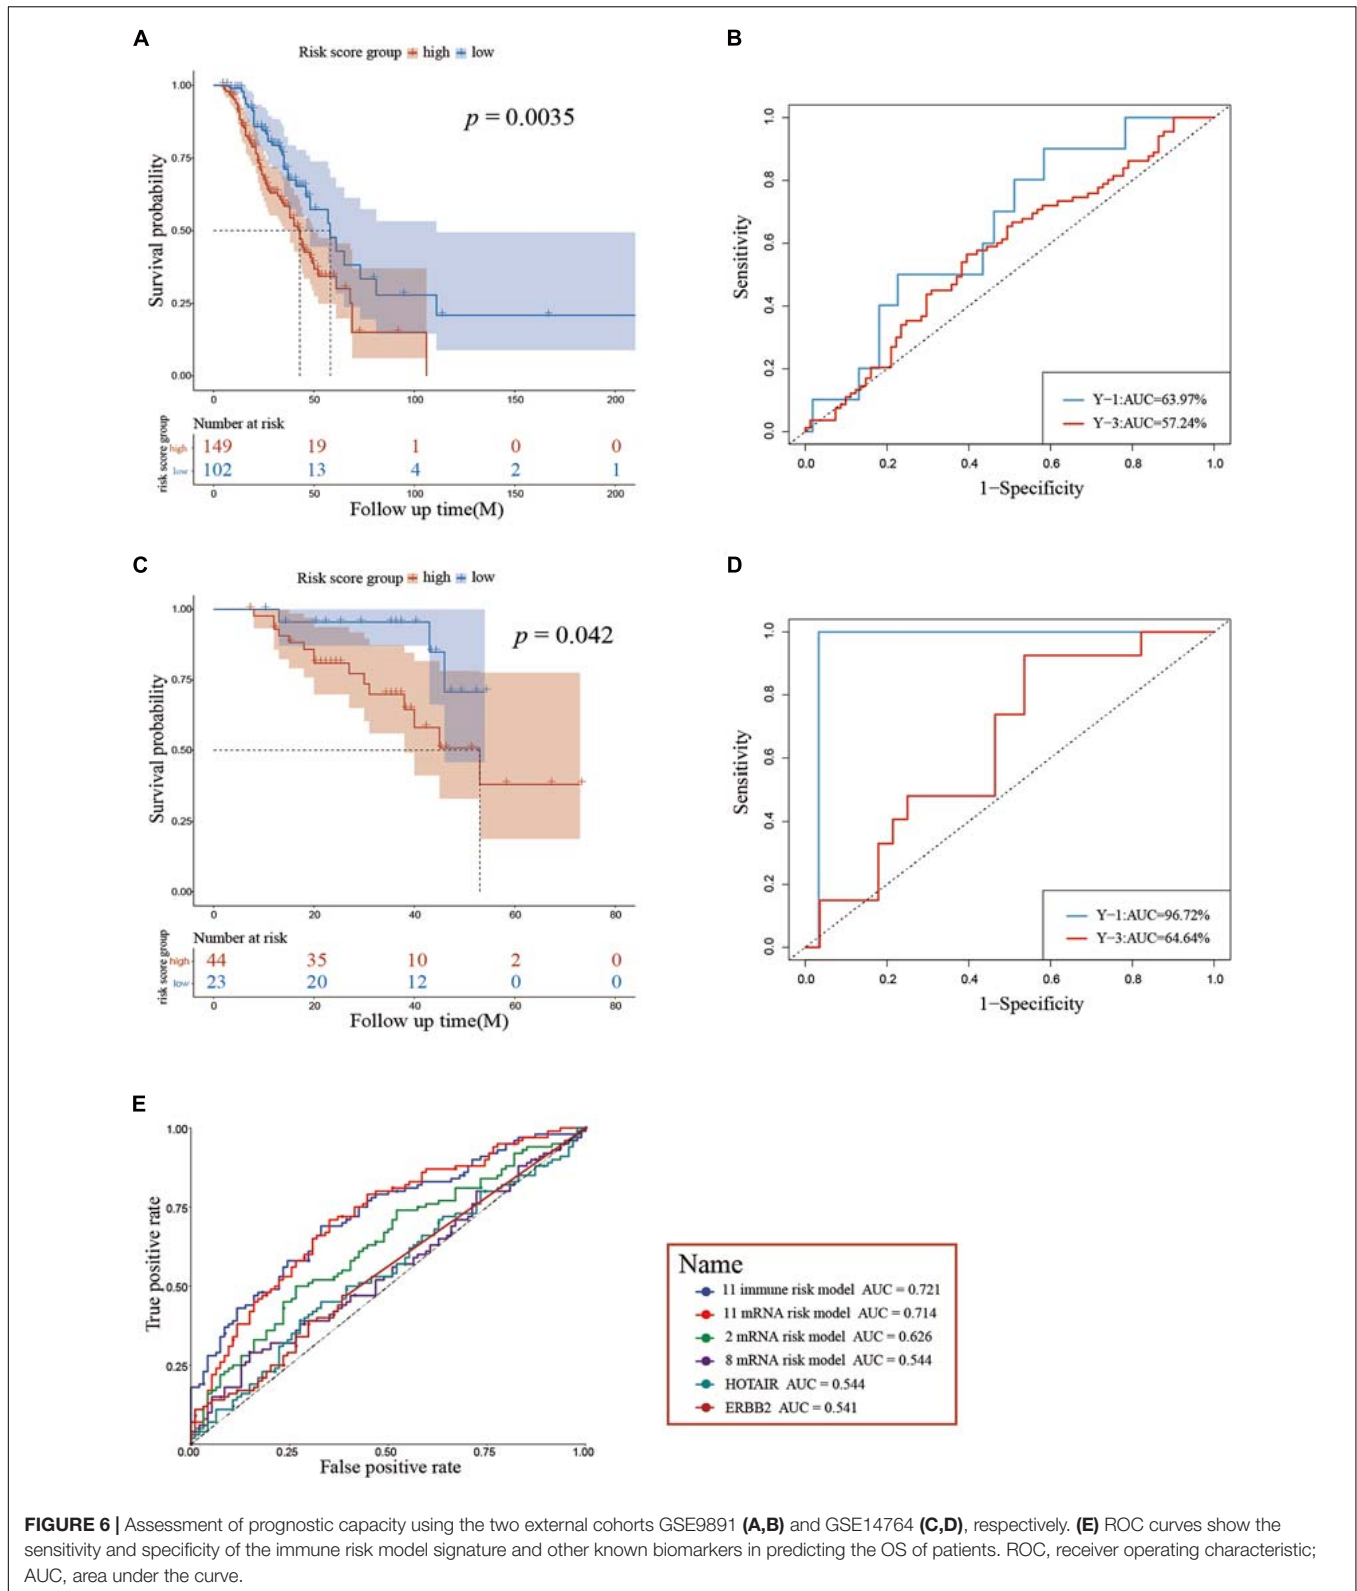 A
Risk score group high low
1.00
0.75
0.50
0.25
0.00
Survival probability
p = 0.0035
0 50 100 150 200
Number at risk
risk score group
high 149 19 1 0 0
low 102 13 4 2 1
0 50 100 150 200
Follow up time(M)
B
1.0
0.8
0.6
0.4
0.2
0.0
Sensitivity
Y−1:AUC=63.97%
Y−3:AUC=57.24%
0.0 0.2 0.4 0.6 0.8 1.0
1−Specificity
C
Risk score group high low
1.00
0.75
0.50
0.25
0.00
Survival probability
p = 0.042
0 20 40 60 80
Number at risk
risk score group
high 44 35 10 2 0
low 23 20 12 0 0
0 20 40 60 80
Follow up time(M)
D
1.0
0.8
0.6
0.4
0.2
0.0
Sensitivity
Y−1:AUC=96.72%
Y−3:AUC=64.64%
0.0 0.2 0.4 0.6 0.8 1.0
1−Specificity
E
1.00
0.75
0.50
0.25
True positive rate
0.00 0.25 0.50 0.75 1.00
False positive rate
Name
11 immune risk model AUC = 0.721
11 mRNA risk model AUC = 0.714
2 mRNA risk model AUC = 0.626
8 mRNA risk model AUC = 0.544
HOTAIR AUC = 0.544
ERBB2 AUC = 0.541
FIGURE 6 | Assessment of prognostic capacity using the two external cohorts GSE9891 (A,B) and GSE14764 (C,D), respectively. (E) ROC curves show the
sensitivity and specificity of the immune risk model signature and other known biomarkers in predicting the OS of patients. ROC, receiver operating characteristic;
AUC, area under the curve.